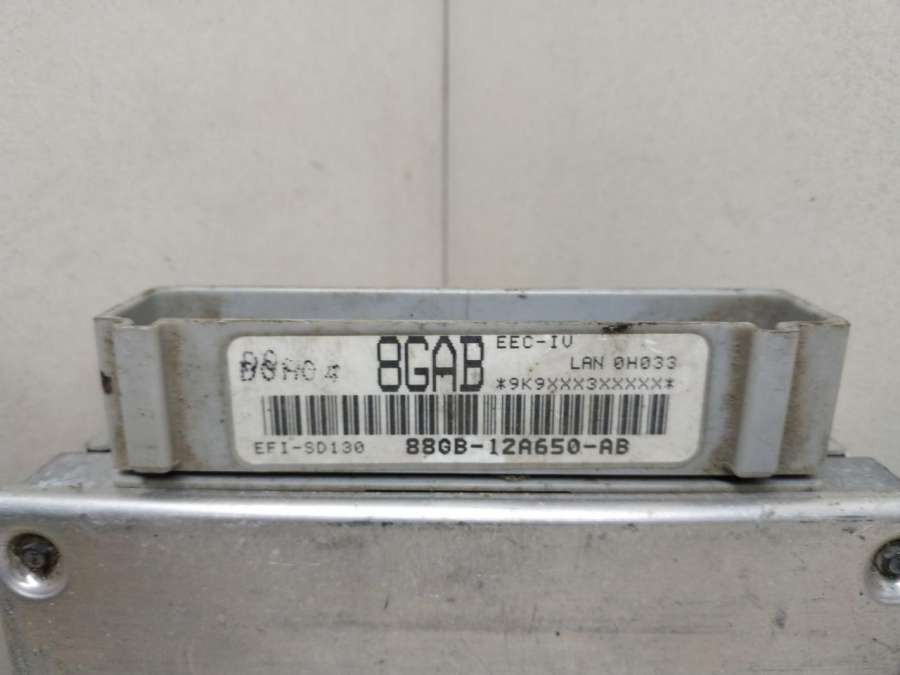 8GAB EEC-IV
LAN 0H033
*9K9XXX3XXXXX*
EFI-SD130 88GB-12A650-AB